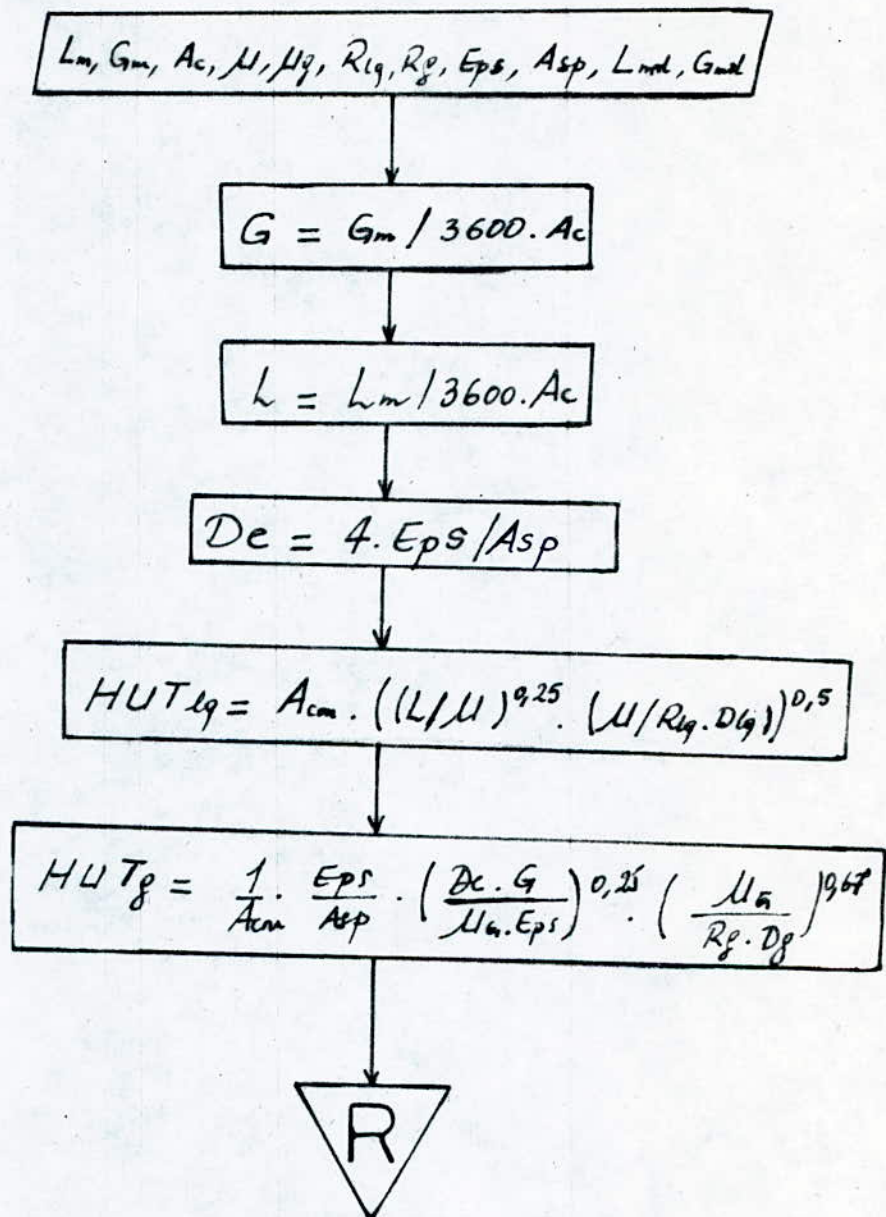 Lm, Gm, Ac, μ, μg, Rlq, Rg, Eps, Asp, Lmd, Gmd
G = Gm / 3600. Ac
L = Lm / 3600. Ac
De = 4. Eps/Asp
HUTlq = Acm. ((L/μ)^0,25 . (μ/Rlq. Dlq))^0,5
HUTg = 1/Acm . Eps/Asp . (De. G/μG. Eps)^0,25 . (μG/Rg. Dg)^0,67
R